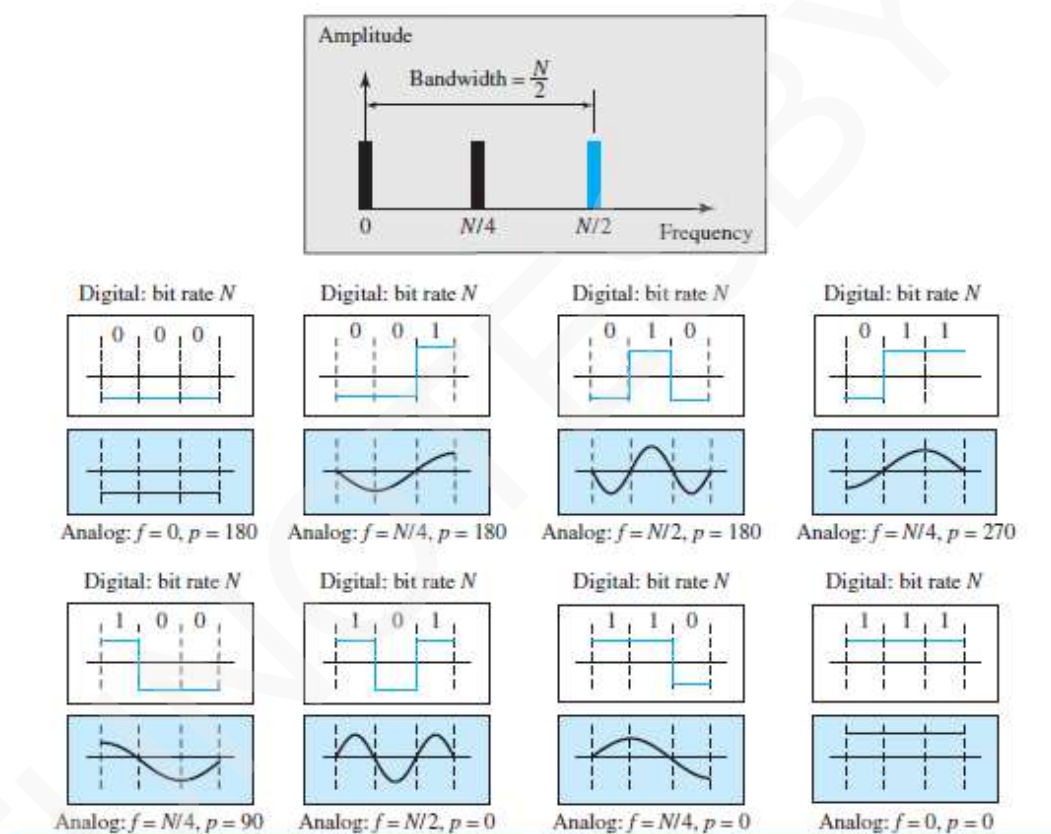 Amplitude
Bandwidth = N/2
0 N/4 N/2 Frequency
Digital: bit rate N Digital: bit rate N Digital: bit rate N Digital: bit rate N
0 0 0 0 0 1 0 1 0 0 1 1
Analog: f = 0, p = 180 Analog: f = N/4, p = 180 Analog: f = N/2, p = 180 Analog: f = N/4, p = 270
Digital: bit rate N Digital: bit rate N Digital: bit rate N Digital: bit rate N
1 0 0 1 0 1 1 1 0 1 1 1
Analog: f = N/4, p = 90 Analog: f = N/2, p = 0 Analog: f = N/4, p = 0 Analog: f = 0, p = 0